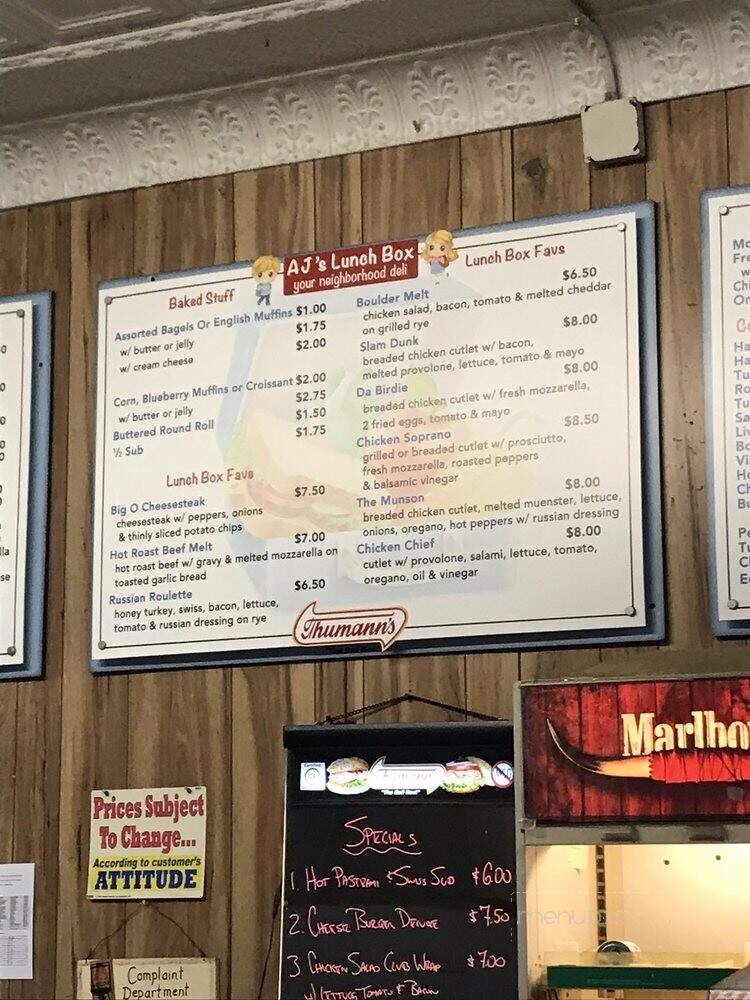 AJ's Lunch Box
your neighborhood deli
Baked Stuff
Assorted Bagels Or English Muffins $1.00
w/ butter or jelly $1.75
w/ cream cheese $2.00
Corn, Blueberry Muffins or Croissant $2.00
w/ butter or jelly $2.75
Buttered Round Roll $1.50
½ Sub $1.75
Lunch Box Favs
Big O Cheesesteak $7.50
cheesesteak w/ peppers, onions
& thinly sliced potato chips
Hot Roast Beef Melt $7.00
hot roast beef w/ gravy & melted mozzarella on
toasted garlic bread
Russian Roulette $6.50
honey turkey, swiss, bacon, lettuce,
tomato & russian dressing on rye
Lunch Box Favs
Boulder Melt $6.50
chicken salad, bacon, tomato & melted cheddar
on grilled rye
Slam Dunk $8.00
breaded chicken cutlet w/ bacon,
melted provolone, lettuce, tomato & mayo
Da Birdie $8.00
breaded chicken cutlet w/ fresh mozzarella,
2 fried eggs, tomato & mayo
Chicken Soprano $8.50
grilled or breaded cutlet w/ prosciutto,
fresh mozzarella, roasted peppers
& balsamic vinegar
The Munson $8.00
breaded chicken cutlet, melted muenster, lettuce,
onions, oregano, hot peppers w/ russian dressing
Chicken Chief $8.00
cutlet w/ provolone, salami, lettuce, tomato,
oregano, oil & vinegar
Thumann's
Prices Subject
To Change...
According to customer's
ATTITUDE
Complaint
Department
Specials
1. Hot Pastrami & Swiss Sub $6.00
2. Cheese Burger Deluxe $7.50
3 Chicken Salad Club Wrap $7.00
w/ Lettuce Tomato & Bacon
Marlbo